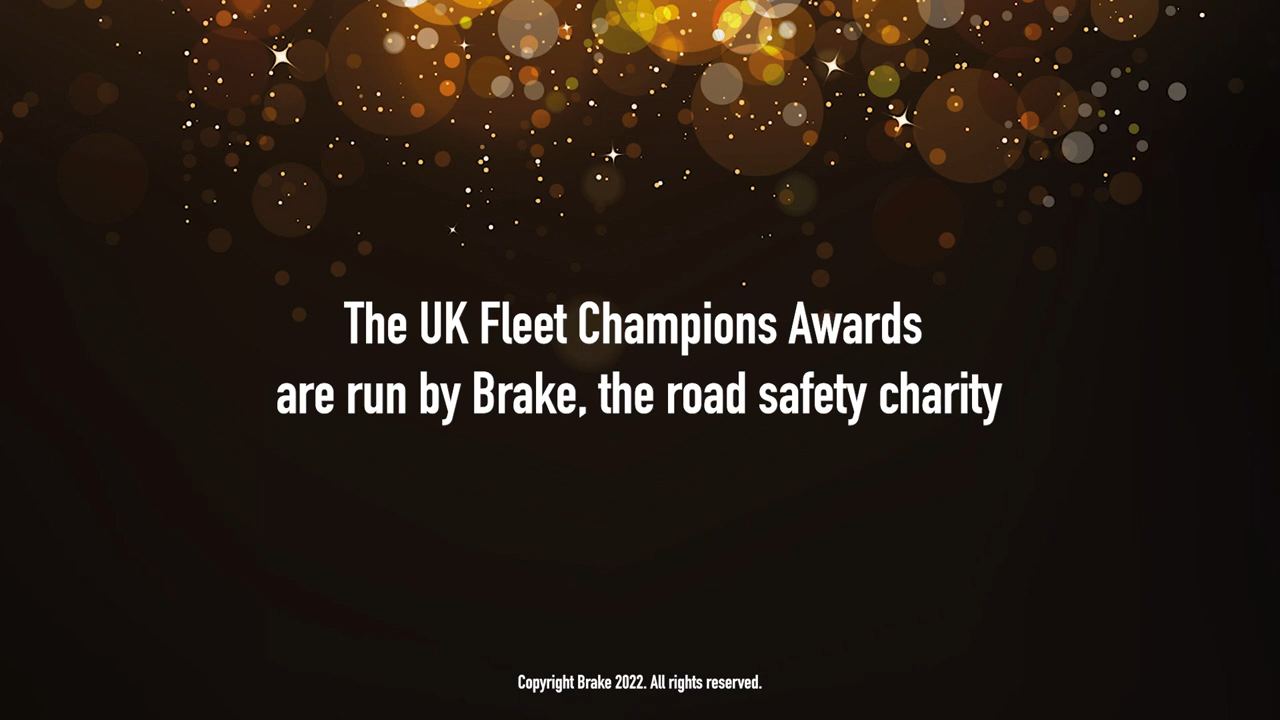 The UK Fleet Champions Awards
are run by Brake, the road safety charity
Copyright Brake 2022. All rights reserved.